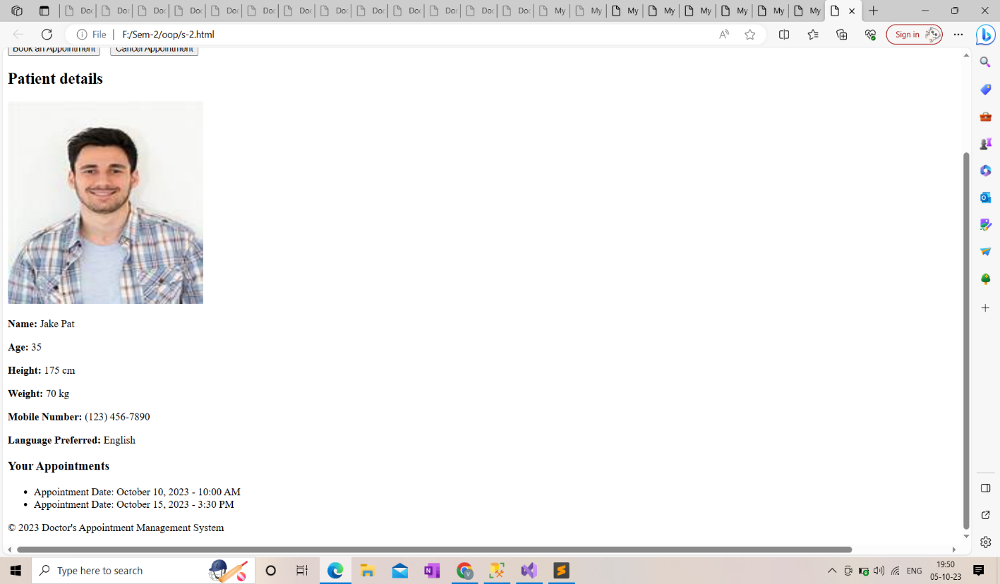 Doc
Doc
Doc
Doc
Doc
Doc
Doc
Doc
Doc
Doc
Doc
Doc
Doc
My
My
My
My
My
My
My
My
File
F:/Sem-2/oop/s-2.html
Sign in
Book an Appointment Cancel Appointment
Patient details
Name: Jake Pat
Age: 35
Height: 175 cm
Weight: 70 kg
Mobile Number: (123) 456-7890
Language Preferred: English
Your Appointments
• Appointment Date: October 10, 2023 - 10:00 AM
• Appointment Date: October 15, 2023 - 3:30 PM
© 2023 Doctor's Appointment Management System
Type here to search
ENG
19:50
05-10-23